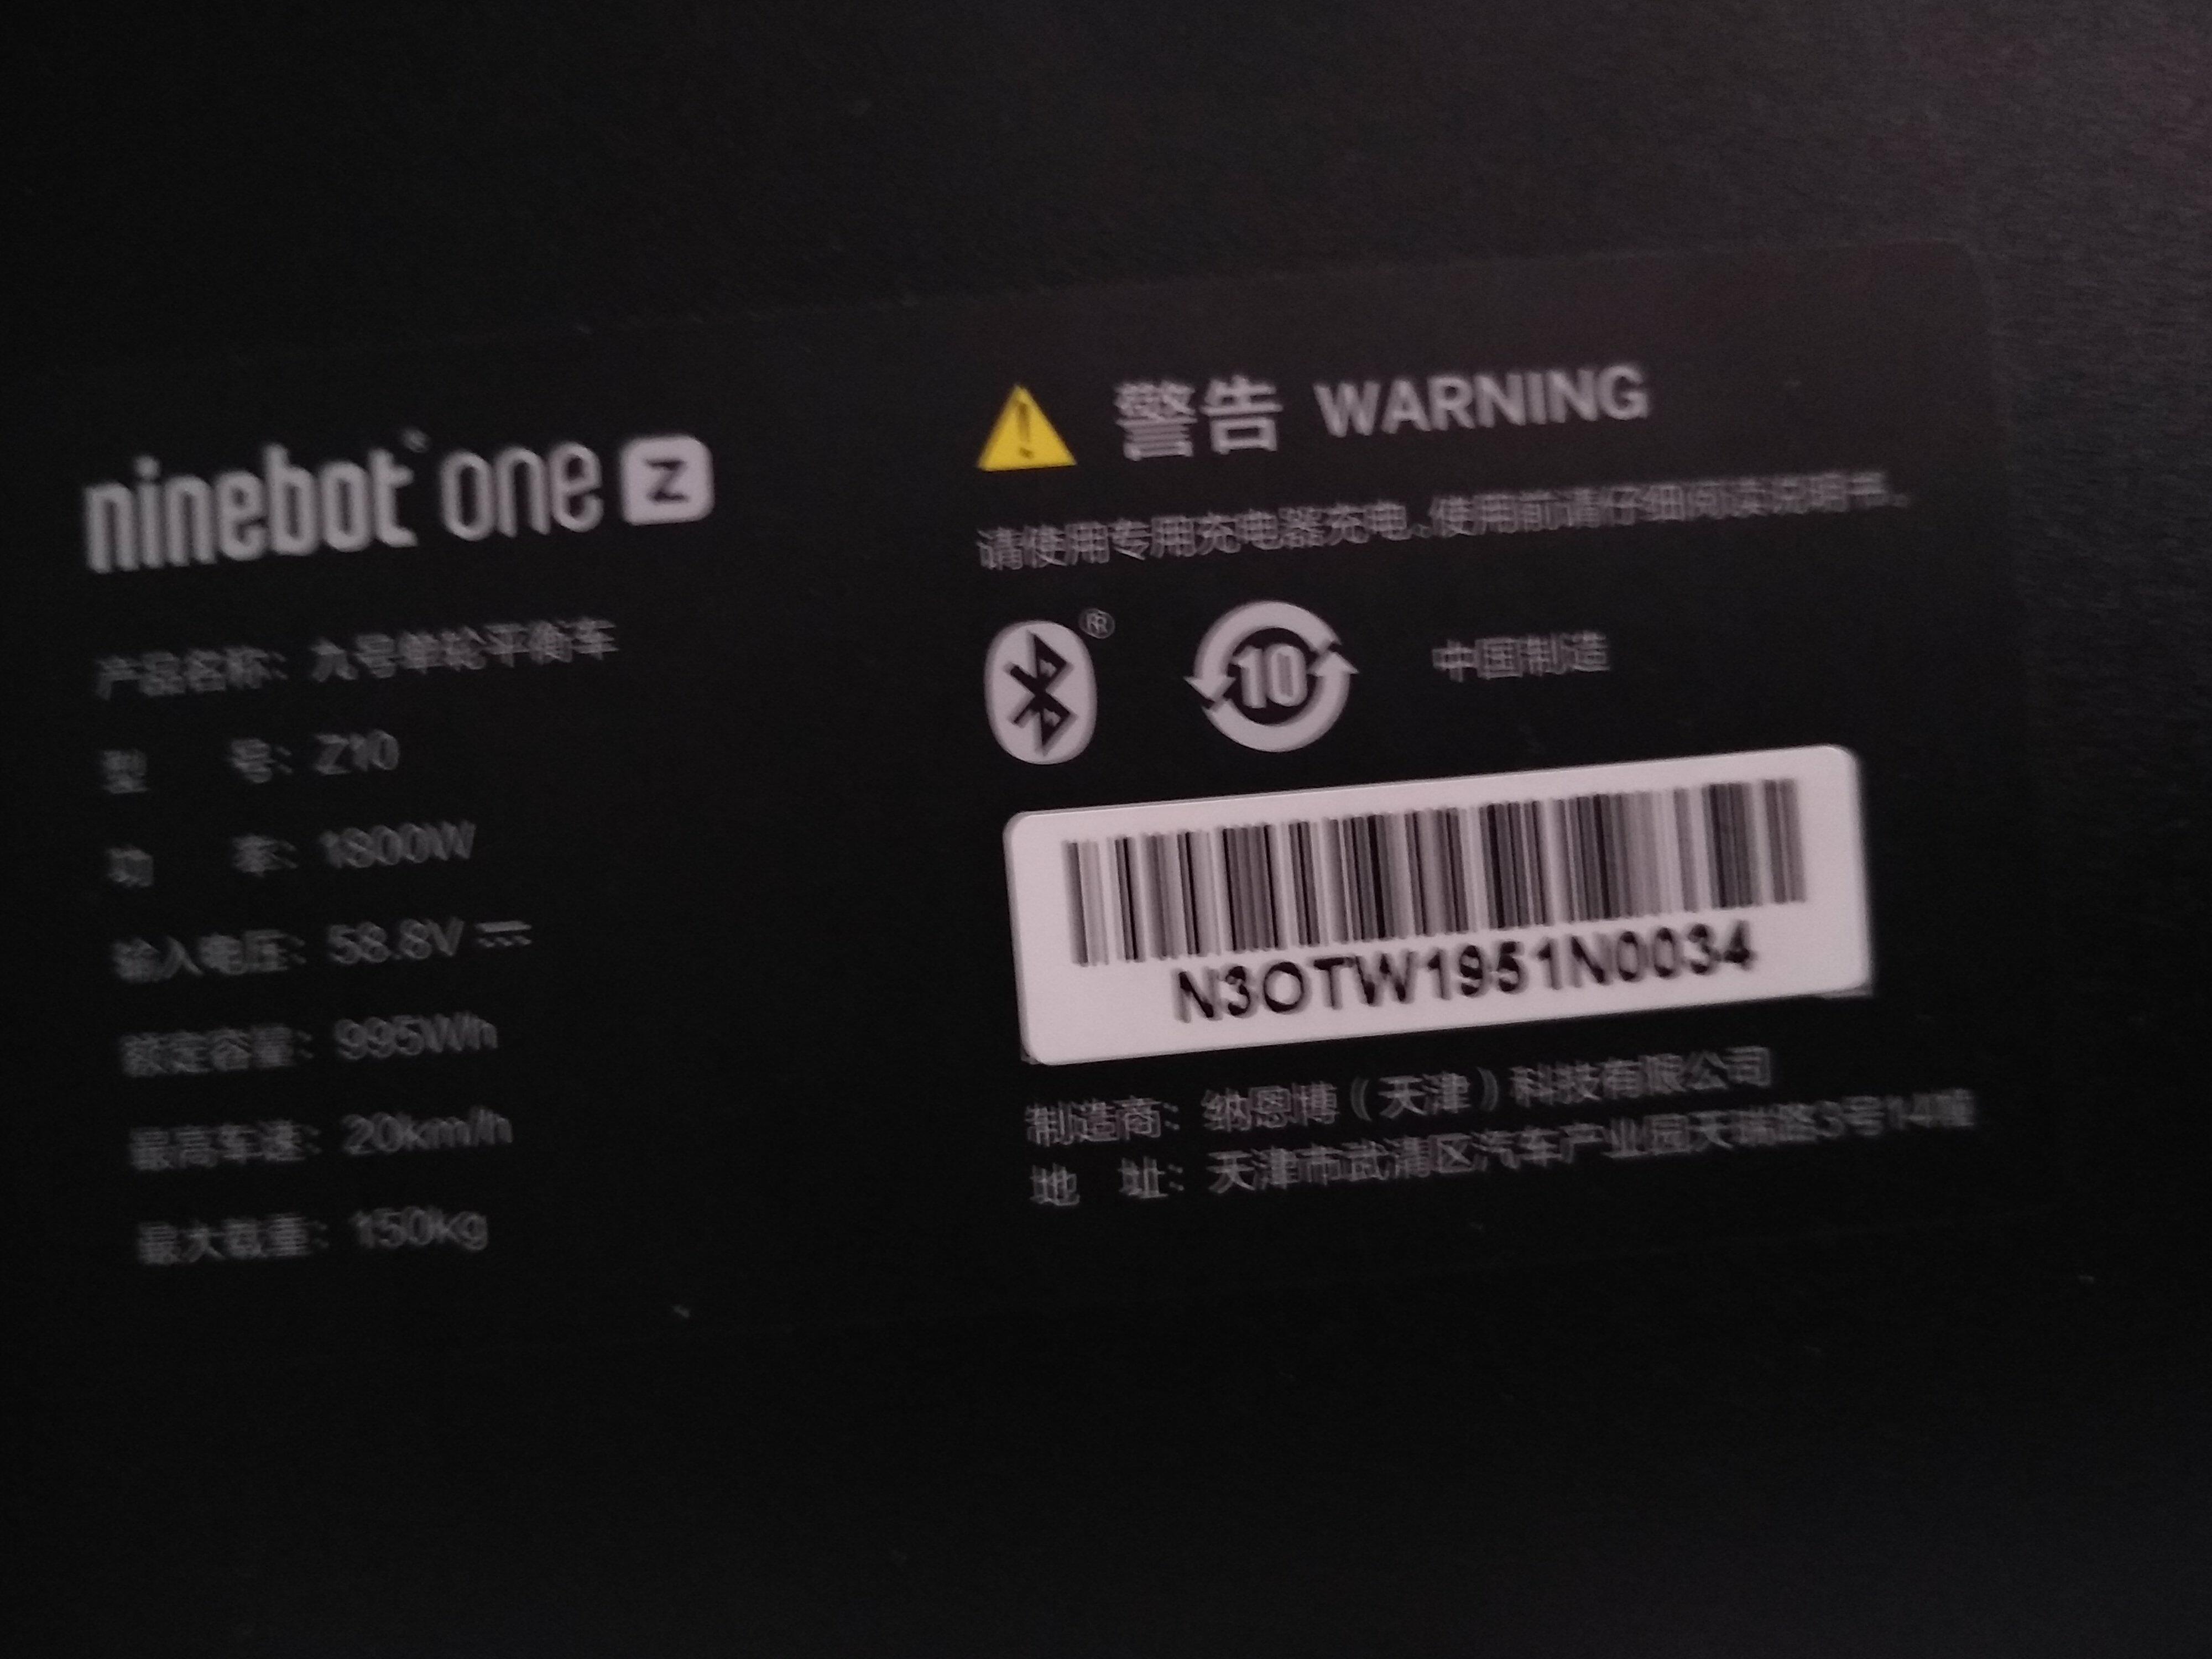 ninebot one Z
产品名称：九号单轮平衡车
型 号：Z10
功 率：1800W
输入电压：58.8V
额定容量：995Wh
最高车速：20km/h
最大载重：150kg
警告 WARNING
请使用专用充电器充电、使用前请仔细阅读说明书。
®
10
中国制造
N3OTW1951N0034
制造商：纳恩博（天津）科技有限公司
地 址：天津市武清区汽车产业园天瑞路3号14幢